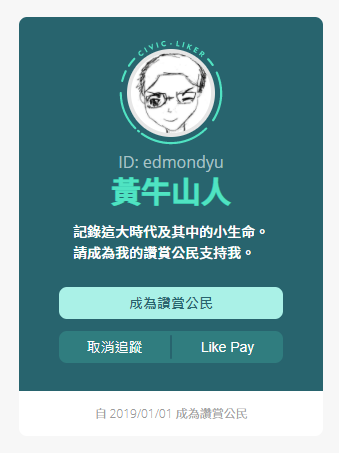 CIVIC·LIKER
ID: edmondyu
黃牛山人
記錄這大時代及其中的小生命。
請成為我的讚賞公民支持我。
成為讚賞公民
取消追蹤 Like Pay
自 2019/01/01 成為讚賞公民